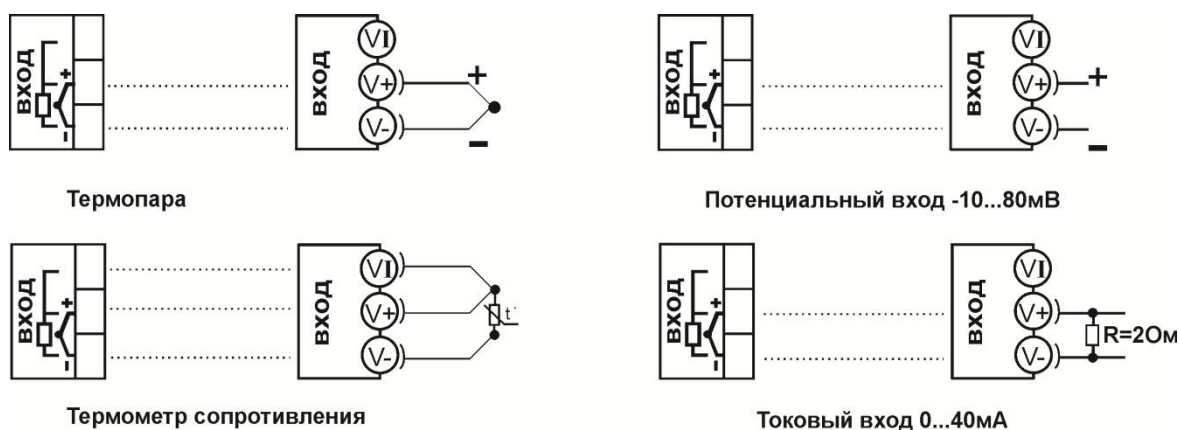 ВХОД
+
−
ВХОД
VI
V+
V-
+
−
Термопара
ВХОД
+
−
ВХОД
VI
V+
V-
+
−
Потенциальный вход -10...80мВ
ВХОД
+
−
ВХОД
VI
V+
V-
t°
Термометр сопротивления
ВХОД
+
−
ВХОД
VI
V+
V-
R=2Ом
Токовый вход 0...40мА